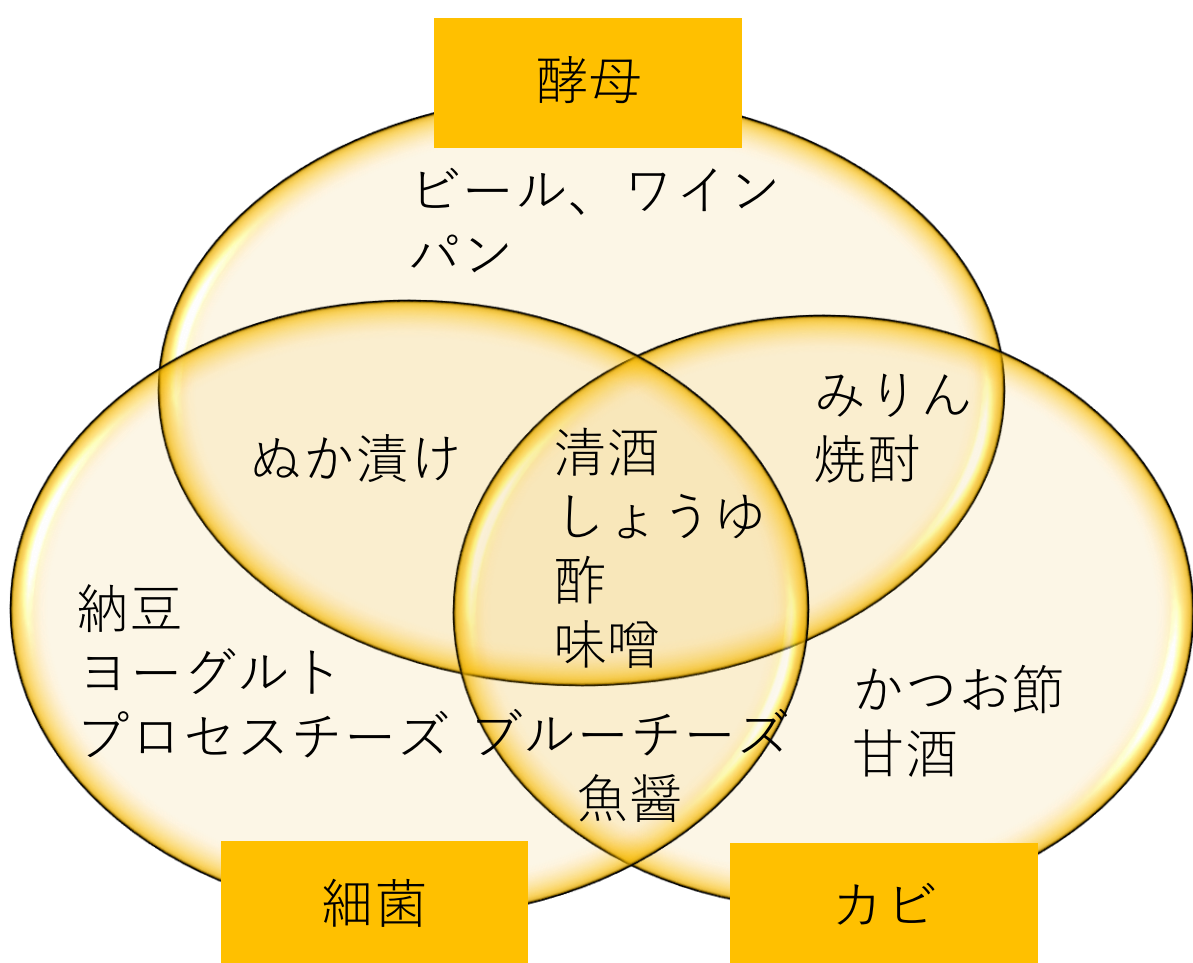 酵母
ビール、ワイン
パン
みりん
焼酎
ぬか漬け
清酒
しょうゆ
酢
味噌
納豆
ヨーグルト
プロセスチーズ
ブルーチーズ
魚醤
かつお節
甘酒
細菌
カビ